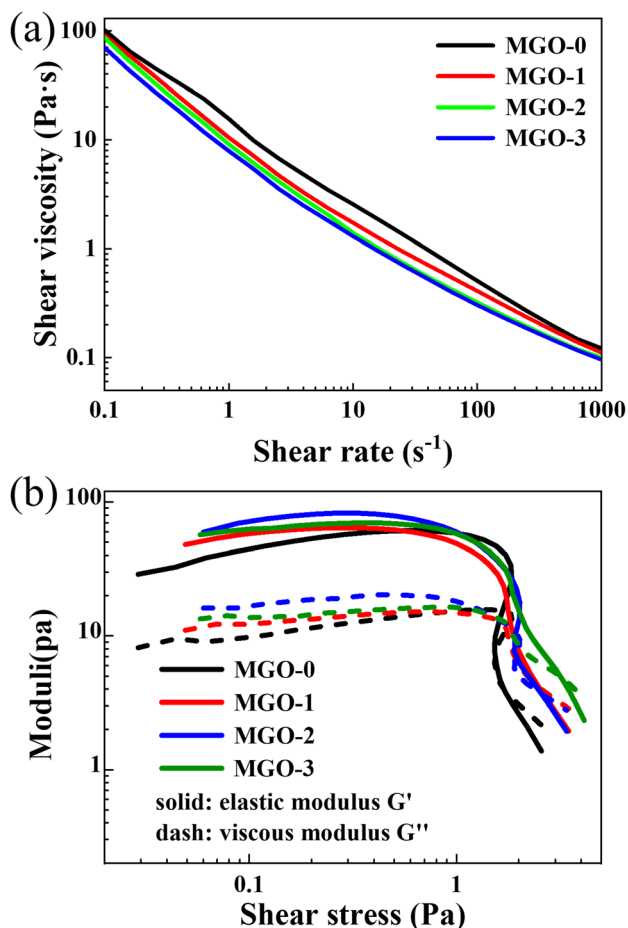 (a)
100
10
1
0.1
Shear viscosity (Pa·s)
MGO-0
MGO-1
MGO-2
MGO-3
0.1
1
10
100
1000
Shear rate (s⁻¹)
(b)
100
10
1
Moduli(pa)
MGO-0
MGO-1
MGO-2
MGO-3
solid: elastic modulus G'
dash: viscous modulus G''
0.1
1
Shear stress (Pa)